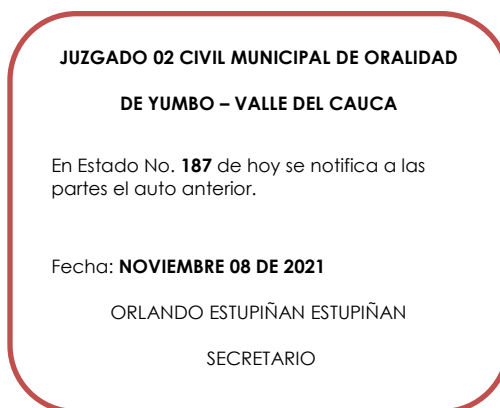 JUZGADO 02 CIVIL MUNICIPAL DE ORALIDAD
DE YUMBO – VALLE DEL CAUCA
En Estado No. 187 de hoy se notifica a las
partes el auto anterior.
Fecha: NOVIEMBRE 08 DE 2021
ORLANDO ESTUPIÑAN ESTUPIÑAN
SECRETARIO